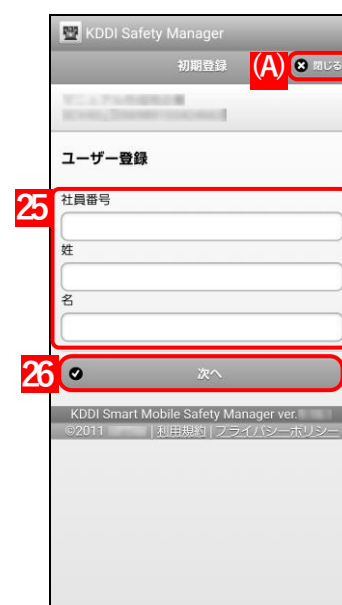 KDDI Safety Manager
初期登録
(A)
閉じる
ユーザー登録
25
社員番号
姓
名
26
次へ
KDDI Smart Mobile Safety Manager ver.
©2011 | 利用規約 | プライバシーポリシー